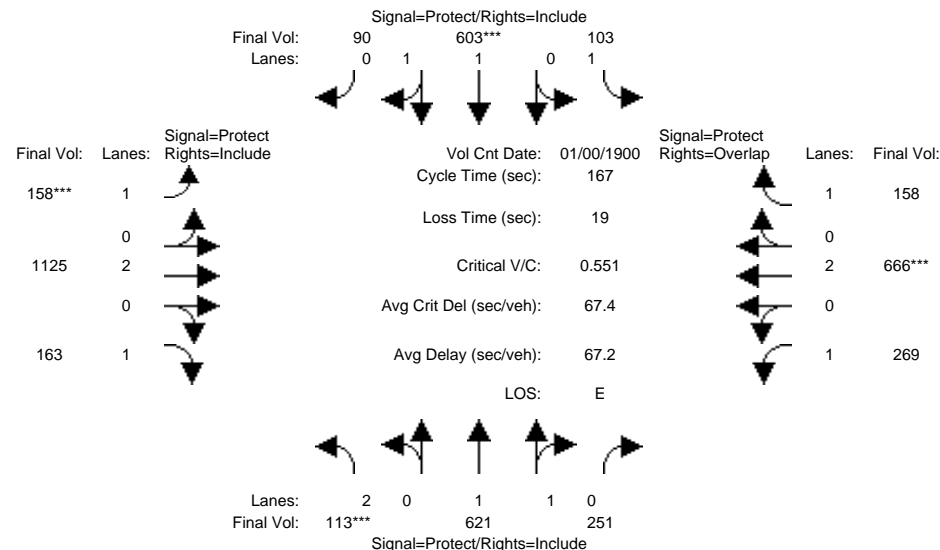 Signal=Protect/Rights=Include
Final Vol: 90 603*** 103
Lanes: 0 1 1 0 1
Signal=Protect Signal=Protect
Final Vol: Lanes: Rights=Include Vol Cnt Date: 01/00/1900 Rights=Overlap Lanes: Final Vol:
Cycle Time (sec): 167
158*** 1 1 158
Loss Time (sec): 19
0 0
1125 2 Critical V/C: 0.551 2 666***
0 Avg Crit Del (sec/veh): 67.4 0
163 1 Avg Delay (sec/veh): 67.2 1 269
LOS: E
Lanes: 2 0 1 1 0
Final Vol: 113*** 621 251
Signal=Protect/Rights=Include